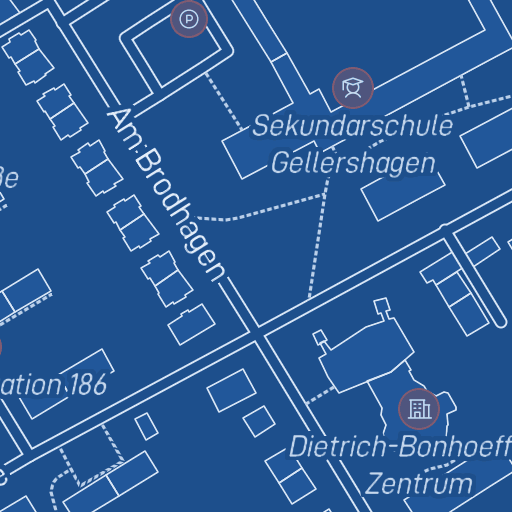 P
Sekundarschule
Gellershagen
Am Brodhagen
ation 186
Dietrich-Bonhoeff
Zentrum